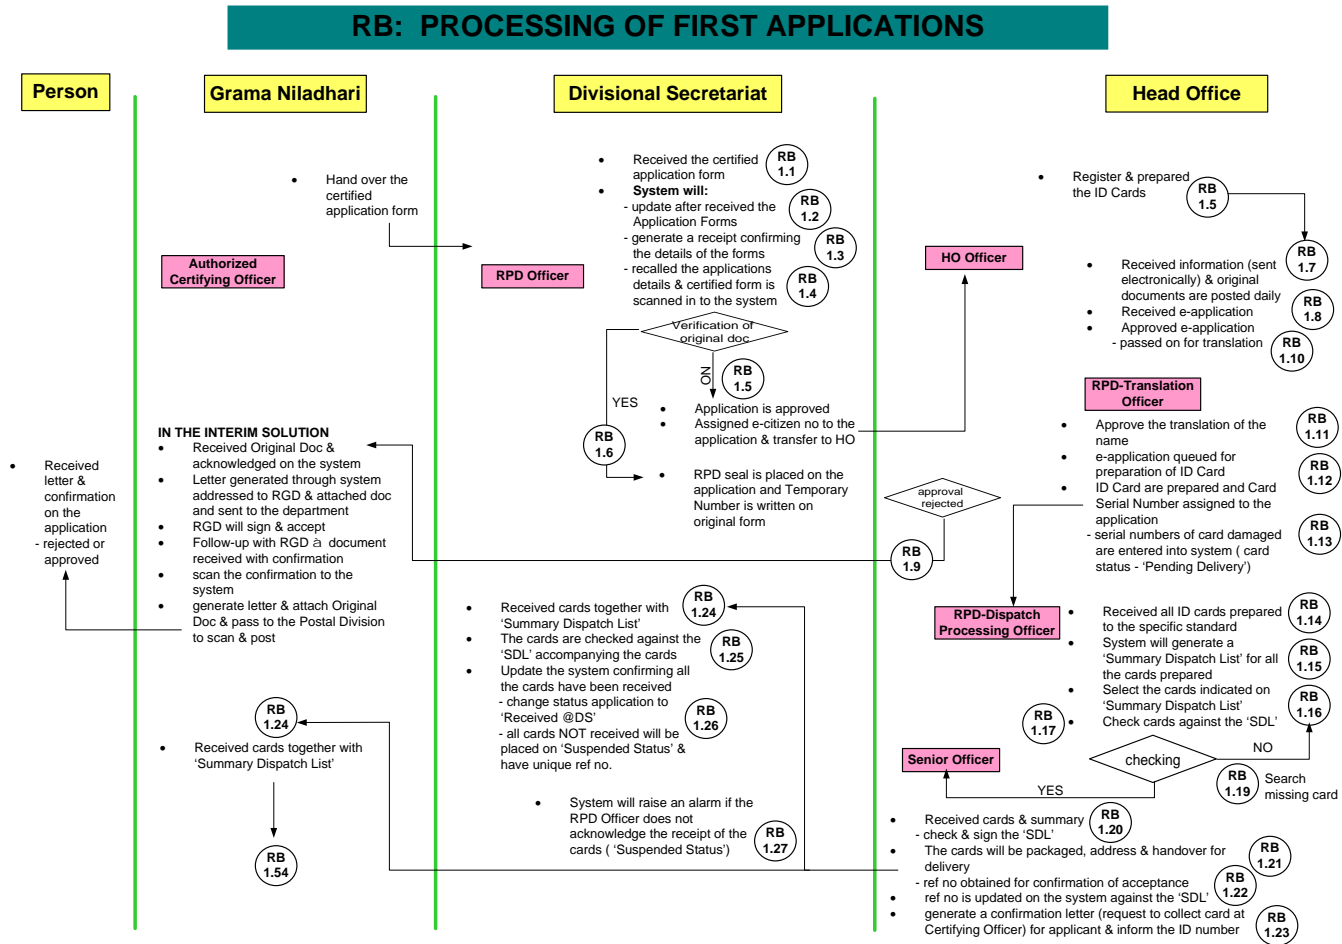 RB:  PROCESSING OF FIRST APPLICATIONS
Person
Grama Niladhari
Divisional Secretariat
Head Office
• Hand over the
certified
application form
Authorized
Certifying Officer
IN THE INTERIM SOLUTION
• Received Original Doc &
acknowledged on the system
• Letter generated through system
addressed to RGD & attached doc
and sent to the department
• RGD will sign & accept
• Follow-up with RGD à document
received with confirmation
• scan the confirmation to the
system
• generate letter & attach Original
Doc & pass to the Postal Division
to scan & post
• Received
letter &
confirmation
on the
application
- rejected or
approved
RB
1.24
• Received cards together with
‘Summary Dispatch List’
RB
1.54
• Received the certified
application form
RB
1.1
• System will:
- update after received the
Application Forms
RB
1.2
- generate a receipt confirming
the details of the forms
RB
1.3
- recalled the applications
details & certified form is
scanned in to the system
RB
1.4
RPD Officer
Verification of
original doc
NO
RB
1.5
YES
RB
1.6
• Application is approved
• Assigned e-citizen no to the
application & transfer to HO
• RPD seal is placed on the
application and Temporary
Number is written on
original form
• Received cards together with
‘Summary Dispatch List’
RB
1.24
• The cards are checked against the
‘SDL’ accompanying the cards
RB
1.25
• Update the system confirming all
the cards have been received
- change status application to
‘Received @DS’
RB
1.26
- all cards NOT received will be
placed on ‘Suspended Status’ &
have unique ref no.
• System will raise an alarm if the
RPD Officer does not
acknowledge the receipt of the
cards ( ‘Suspended Status’)
RB
1.27
• Register & prepared
the ID Cards
RB
1.5
HO Officer
RB
1.7
• Received information (sent
electronically) & original
documents are posted daily
• Received e-application
RB
1.8
• Approved e-application
- passed on for translation
RB
1.10
RPD-Translation
Officer
• Approve the translation of the
name
RB
1.11
• e-application queued for
preparation of ID Card
RB
1.12
• ID Card are prepared and Card
Serial Number assigned to the
application
- serial numbers of card damaged
are entered into system ( card
status - ‘Pending Delivery’)
RB
1.13
approval
rejected
RB
1.9
RPD-Dispatch
Processing Officer
• Received all ID cards prepared
to the specific standard
RB
1.14
• System will generate a
‘Summary Dispatch List’ for all
the cards prepared
RB
1.15
• Select the cards indicated on
‘Summary Dispatch List’
RB
1.16
• Check cards against the ‘SDL’
RB
1.17
checking
NO
RB
1.19
Search
missing card
YES
Senior Officer
• Received cards & summary
- check & sign the ‘SDL’
RB
1.20
• The cards will be packaged, address & handover for
delivery
RB
1.21
- ref no obtained for confirmation of acceptance
RB
1.22
• ref no is updated on the system against the ‘SDL’
• generate a confirmation letter (request to collect card at
Certifying Officer) for applicant & inform the ID number
RB
1.23